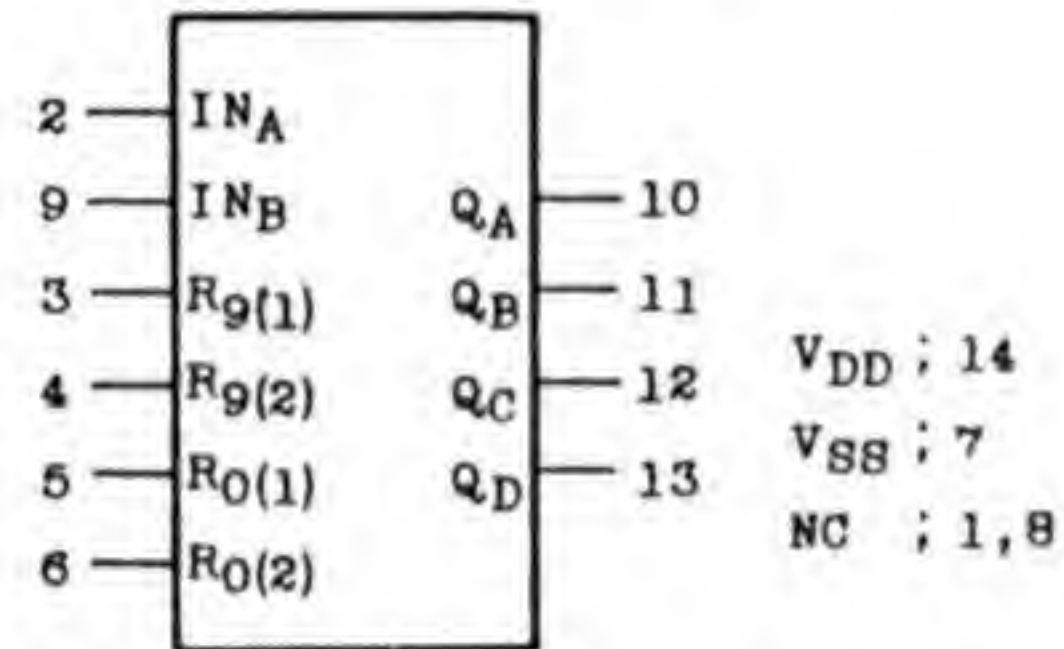 2 IN_A
9 IN_B Q_A 10
3 R_9(1) Q_B 11
4 R_9(2) Q_C 12
5 R_0(1) Q_D 13
6 R_0(2)
V_DD ; 14
V_SS ; 7
NC ; 1,8